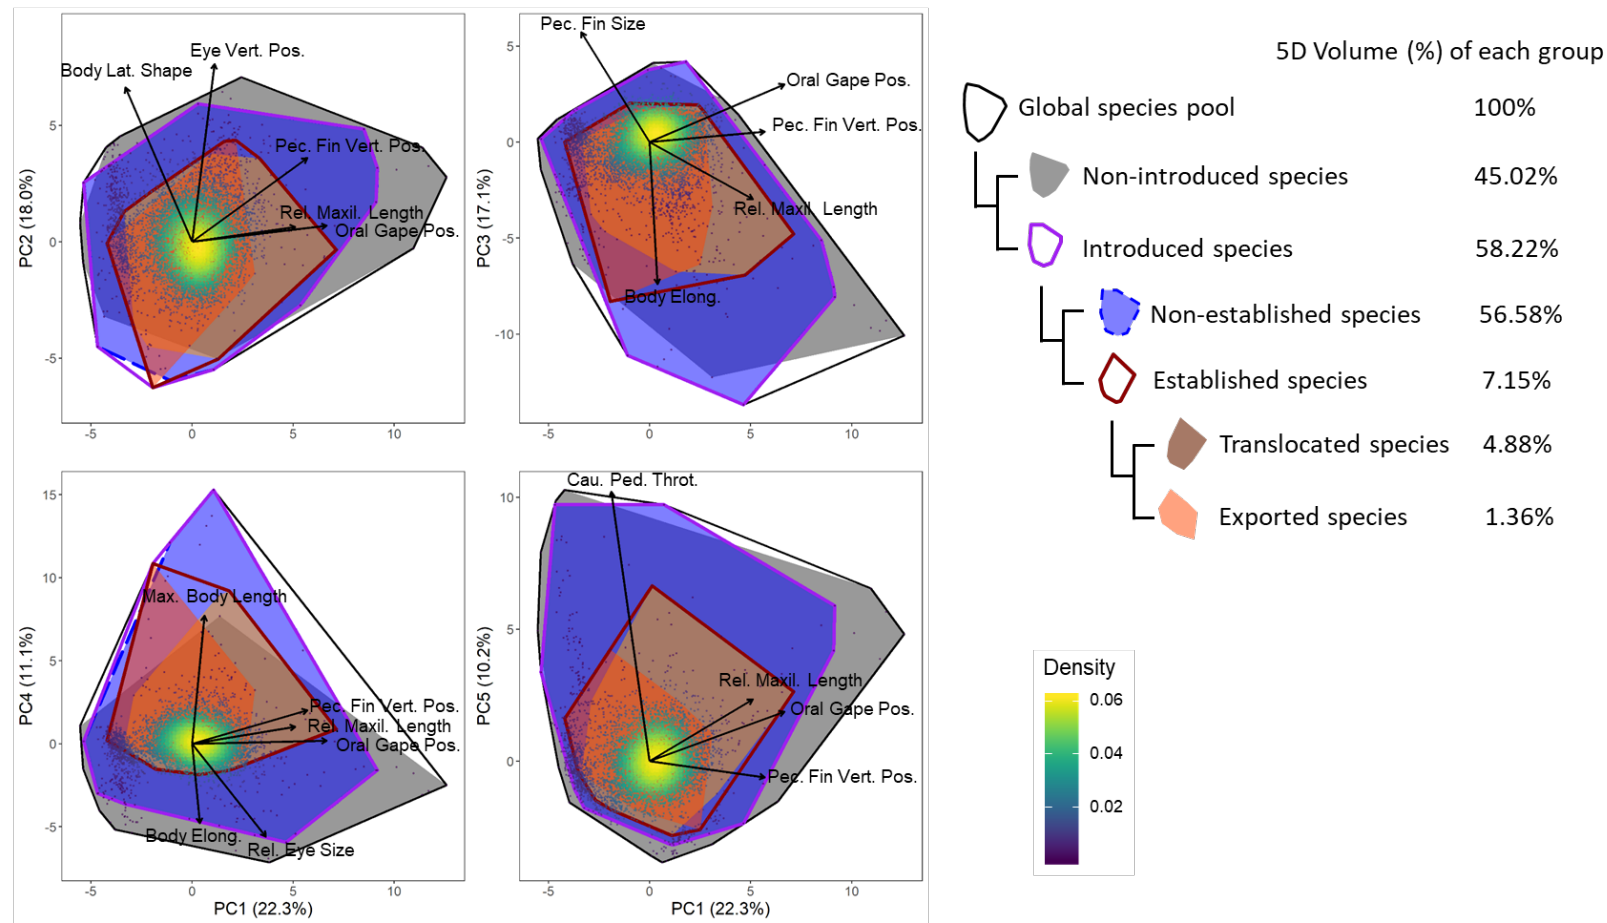 Eye Vert. Pos.
Body Lat. Shape
Pec. Fin Vert. Pos.
Rel. Maxil. Length
Oral Gape Pos.
PC2 (18.0%)
5
0
-5
-5
0
5
10
Pec. Fin Size
Oral Gape Pos.
Pec. Fin Vert. Pos.
Rel. Maxil. Length
Body Elong.
PC3 (17.1%)
5
0
-5
-10
-5
0
5
10
Max. Body Length
Pec. Fin Vert. Pos.
Rel. Maxil. Length
Oral Gape Pos.
Body Elong.
Rel. Eye Size
PC4 (11.1%)
15
10
5
0
-5
-5
0
5
10
PC1 (22.3%)
Cau. Ped. Throt.
Rel. Maxil. Length
Oral Gape Pos.
Pec. Fin Vert. Pos.
PC5 (10.2%)
10
5
0
-5
0
5
10
PC1 (22.3%)
5D Volume (%) of each group
Global species pool 100%
Non-introduced species 45.02%
Introduced species 58.22%
Non-established species 56.58%
Established species 7.15%
Translocated species 4.88%
Exported species 1.36%
Density
0.06
0.04
0.02